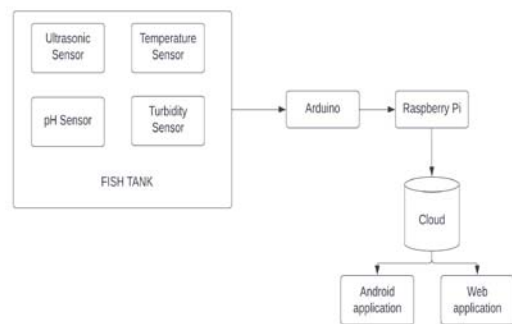 Ultrasonic
Sensor
Temperature
Sensor
pH Sensor
Turbidity
Sensor
FISH TANK
Arduino
Raspberry Pi
Cloud
Android
application
Web
application